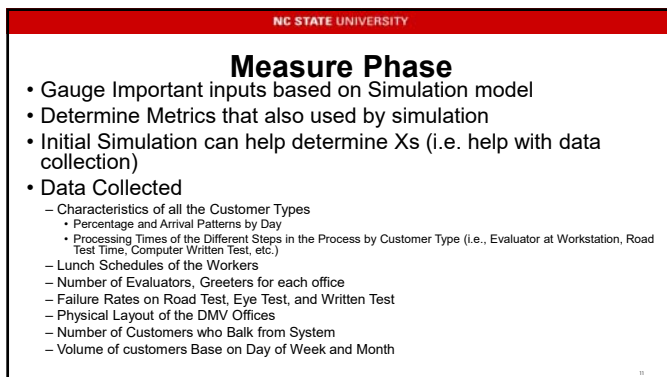 NC STATE UNIVERSITY
Measure Phase
• Gauge Important inputs based on Simulation model
• Determine Metrics that also used by simulation
• Initial Simulation can help determine Xs (i.e. help with data
collection)
• Data Collected
– Characteristics of all the Customer Types
• Percentage and Arrival Patterns by Day
• Processing Times of the Different Steps in the Process by Customer Type (i.e., Evaluator at Workstation, Road
Test Time, Computer Written Test, etc.)
– Lunch Schedules of the Workers
– Number of Evaluators, Greeters for each office
– Failure Rates on Road Test, Eye Test, and Written Test
– Physical Layout of the DMV Offices
– Number of Customers who Balk from System
– Volume of customers Base on Day of Week and Month